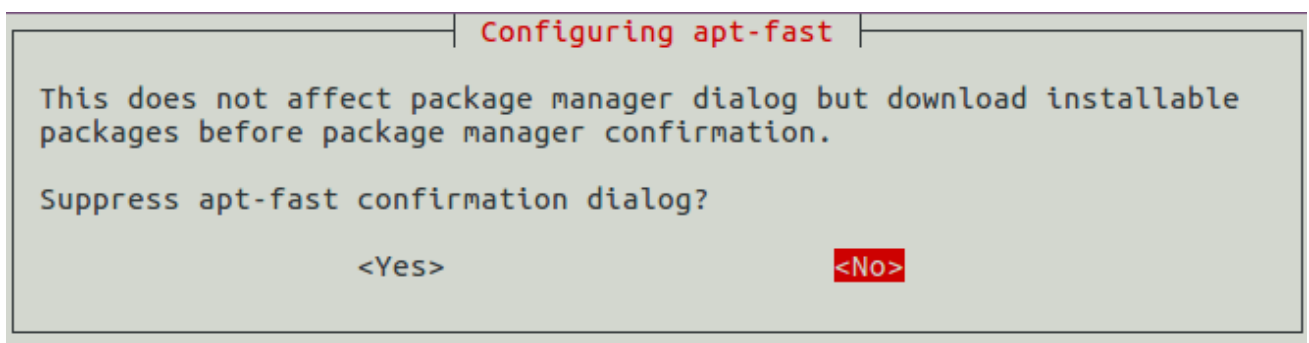 Configuring apt-fast
This does not affect package manager dialog but download installable
packages before package manager confirmation.
Suppress apt-fast confirmation dialog?
<Yes> <No>